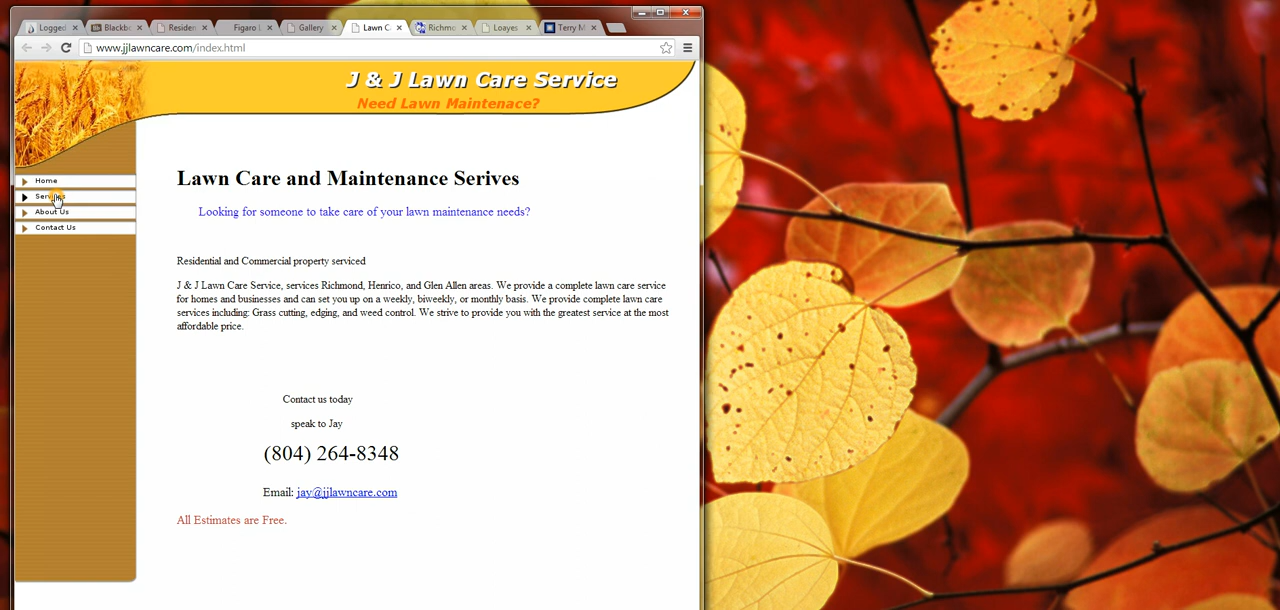 Logged Blackb Residen Figaro Gallery Lawn C Richmo Loayes Terry M
www.jjlawncare.com/index.html
J & J Lawn Care Service
Need Lawn Maintenace?
Home
Services
About Us
Contact Us
Lawn Care and Maintenance Serives
Looking for someone to take care of your lawn maintenance needs?
Residential and Commercial property serviced
J & J Lawn Care Service, services Richmond, Henrico, and Glen Allen areas. We provide a complete lawn care service
for homes and businesses and can set you up on a weekly, biweekly, or monthly basis. We provide complete lawn care
services including: Grass cutting, edging, and weed control. We strive to provide you with the greatest service at the most
affordable price.
Contact us today
speak to Jay
(804) 264-8348
Email: jay@jjlawncare.com
All Estimates are Free.